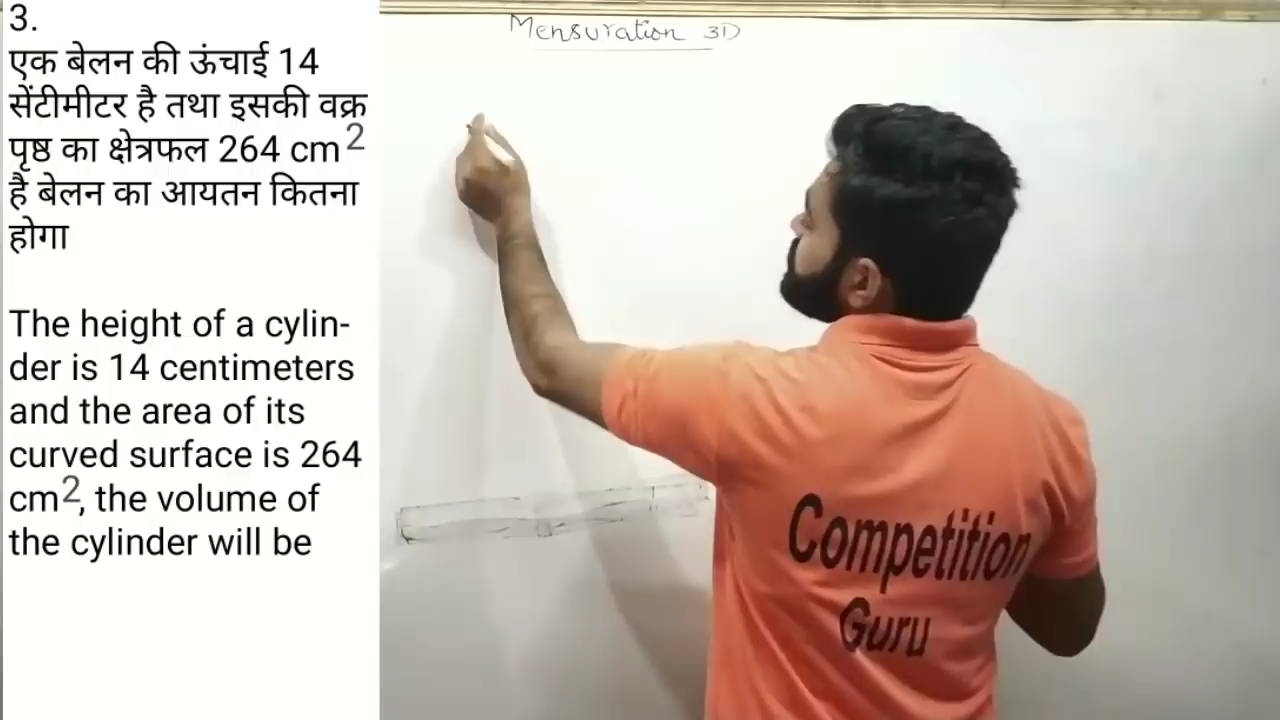 3.
एक बेलन की ऊंचाई 14
सेंटीमीटर है तथा इसकी वक्र
पृष्ठ का क्षेत्रफल 264 cm²
है बेलन का आयतन कितना
होगा
The height of a cylin-
der is 14 centimeters
and the area of its
curved surface is 264
cm², the volume of
the cylinder will be
Mensuration 3D
Competition
Guru